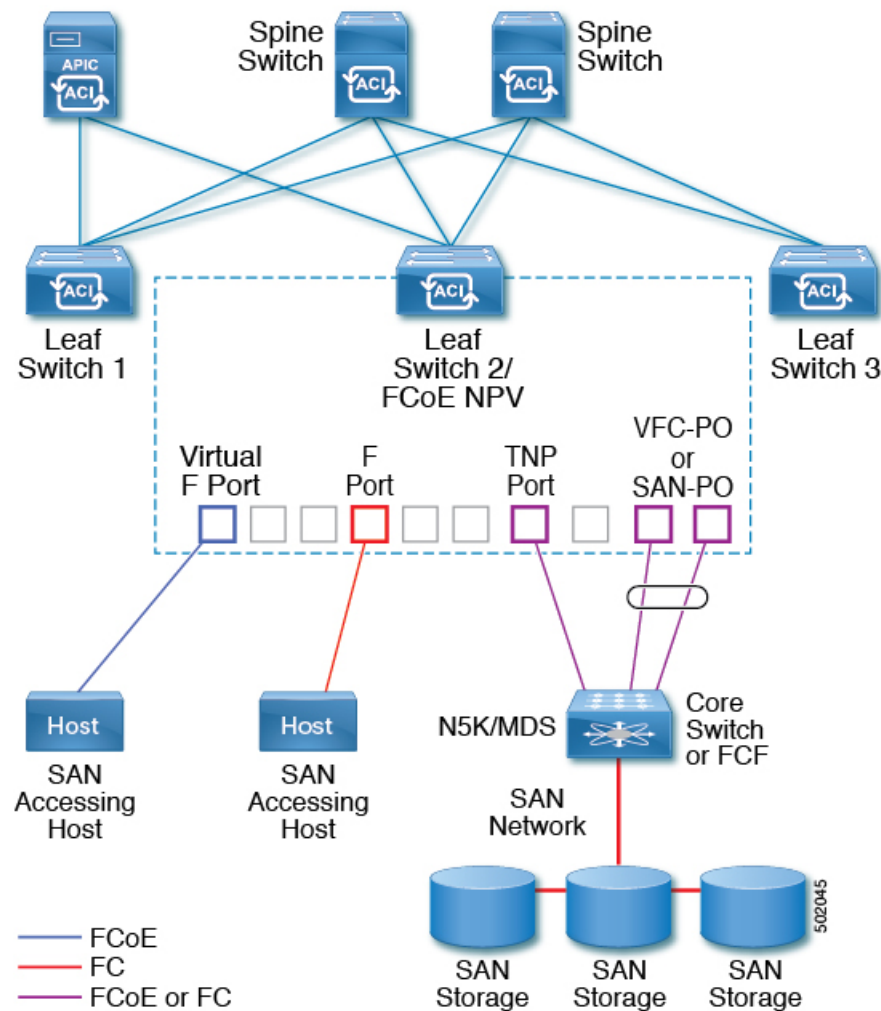 APIC
ACI
Spine
Switch
ACI
Spine
Switch
ACI
ACI
Leaf
Switch 1
ACI
Leaf
Switch 2/
FCoE NPV
ACI
Leaf
Switch 3
Virtual
F Port
F
Port
TNP
Port
VFC-PO
or
SAN-PO
Host
SAN
Accessing
Host
Host
SAN
Accessing
Host
N5K/MDS
Core
Switch
or FCF
SAN
Network
SAN
Storage
SAN
Storage
SAN
Storage
502045
FCoE
FC
FCoE or FC